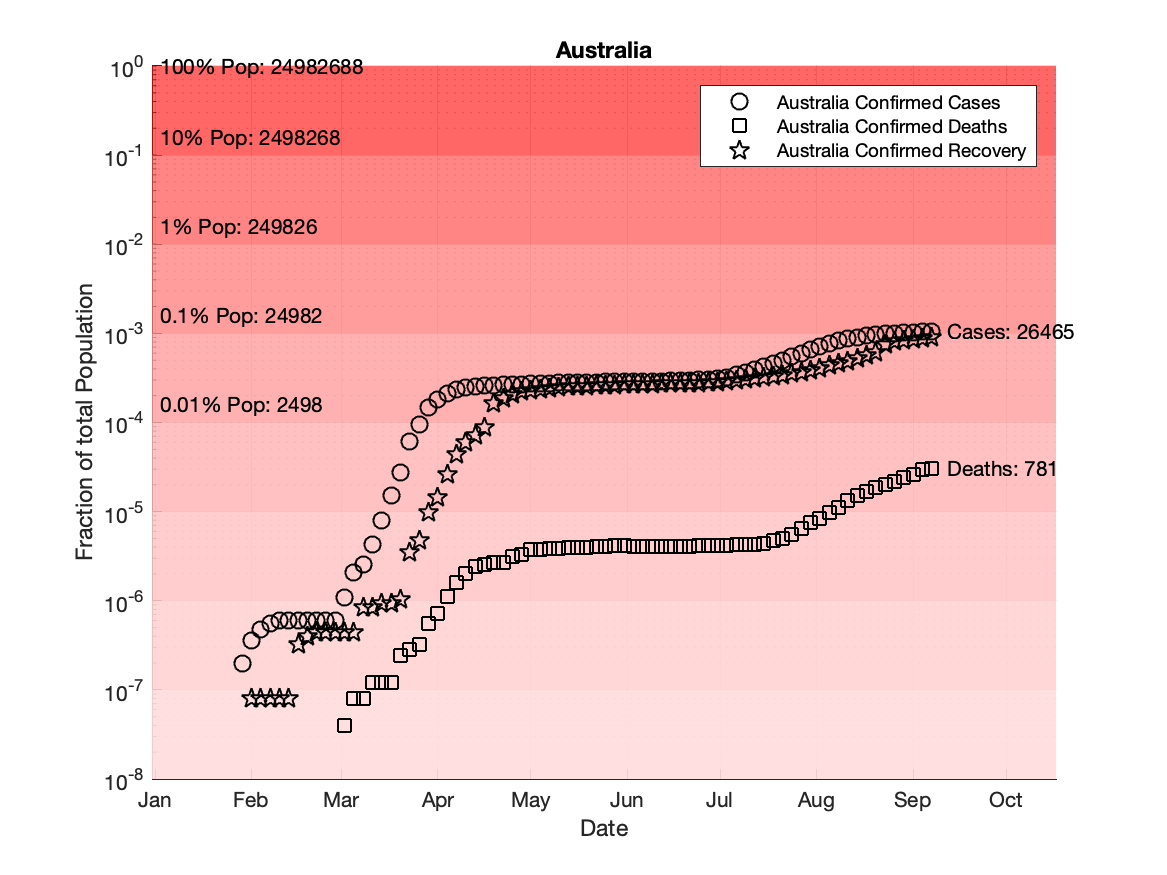 Australia
10^0
100% Pop: 24982688
Australia Confirmed Cases
Australia Confirmed Deaths
Australia Confirmed Recovery
10% Pop: 2498268
10^-1
1% Pop: 249826
10^-2
0.1% Pop: 24982
10^-3
Cases: 26465
0.01% Pop: 2498
10^-4
Deaths: 781
10^-5
10^-6
10^-7
10^-8
Fraction of total Population
Jan Feb Mar Apr May Jun Jul Aug Sep Oct
Date